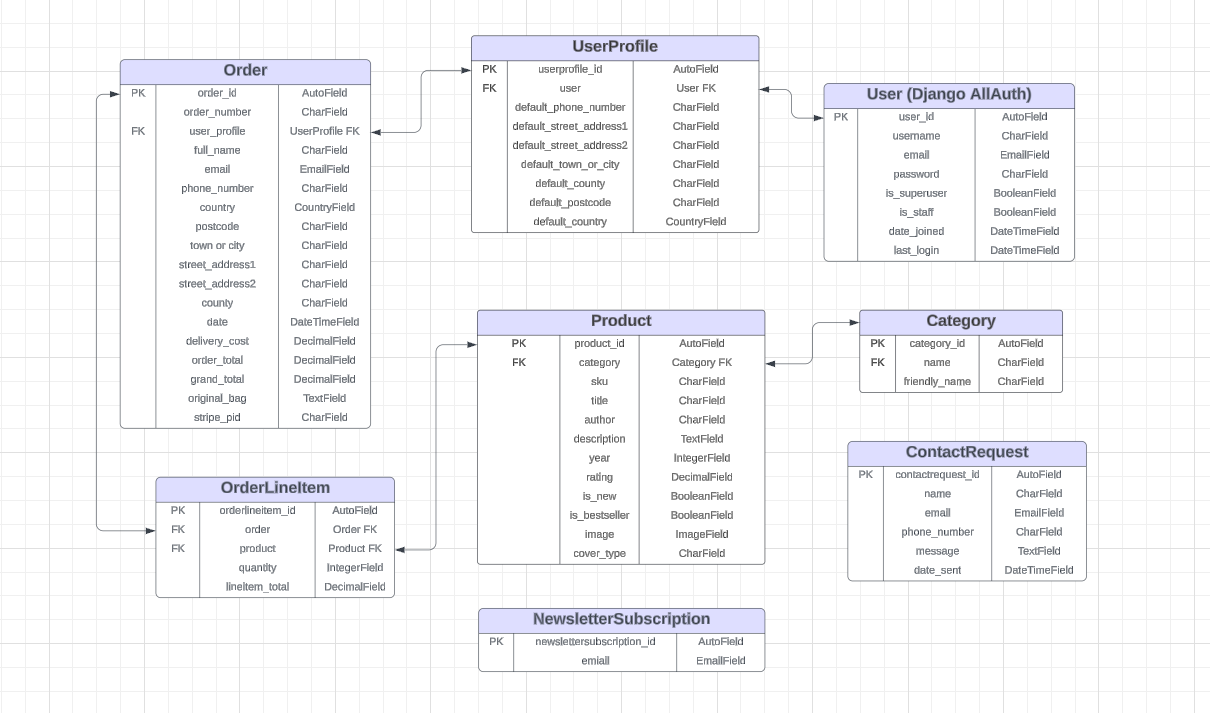 Order
PK order_id AutoField
order_number CharField
FK user_profile UserProfile FK
full_name CharField
email EmailField
phone_number CharField
country CountryField
postcode CharField
town or city CharField
street_address1 CharField
street_address2 CharField
county CharField
date DateTimeField
delivery_cost DecimalField
order_total DecimalField
grand_total DecimalField
original_bag TextField
stripe_pid CharField
UserProfile
PK userprofile_id AutoField
FK user User FK
default_phone_number CharField
default_street_address1 CharField
default_street_address2 CharField
default_town_or_city CharField
default_county CharField
default_postcode CharField
default_country CountryField
User (Django AllAuth)
PK user_id AutoField
username CharField
email EmailField
password CharField
is_superuser BooleanField
is_staff BooleanField
date_joined DateTimeField
last_login DateTimeField
Product
PK product_id AutoField
FK category Category FK
sku CharField
title CharField
author CharField
description TextField
year IntegerField
rating DecimalField
is_new BooleanField
is_bestseller BooleanField
image ImageField
cover_type CharField
Category
PK category_id AutoField
FK name CharField
friendly_name CharField
ContactRequest
PK contactrequest_id AutoField
name CharField
email EmailField
phone_number CharField
message TextField
date_sent DateTimeField
OrderLineItem
PK orderlineitem_id AutoField
FK order Order FK
FK product Product FK
quantity IntegerField
lineitem_total DecimalField
NewsletterSubscription
PK newslettersubscription_id AutoField
emiall EmailField